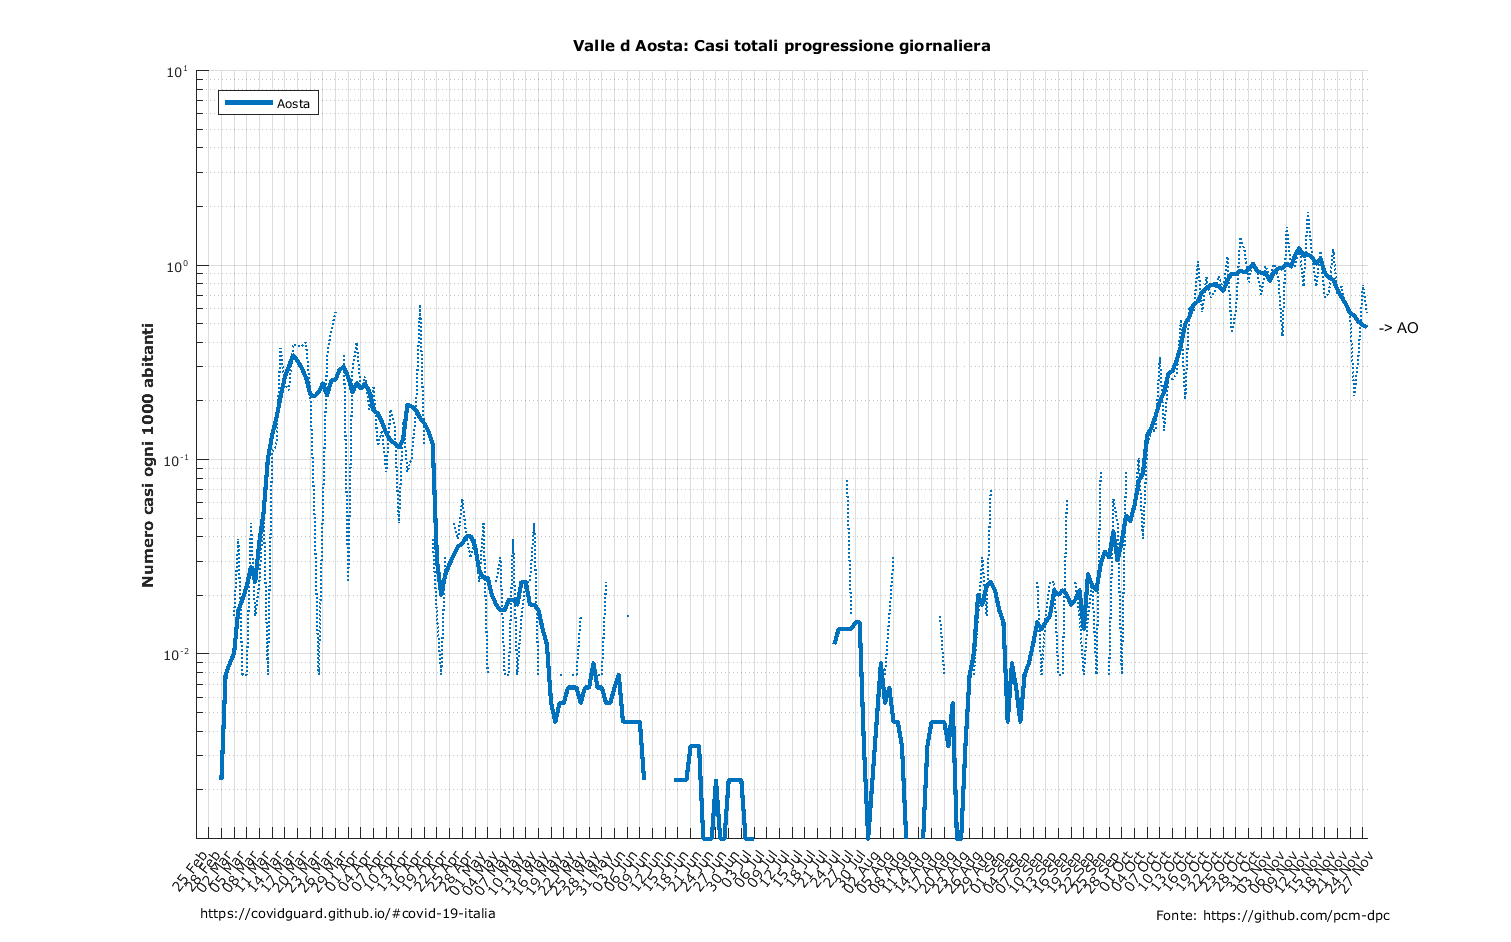 Valle d Aosta: Casi totali progressione giornaliera
10¹
Aosta
10⁰
10⁻¹
10⁻²
Numero casi ogni 1000 abitanti
-> AO
25 Feb
28 Feb
02 Mar
05 Mar
08 Mar
11 Mar
14 Mar
17 Mar
20 Mar
23 Mar
26 Mar
29 Mar
01 Apr
04 Apr
07 Apr
10 Apr
13 Apr
16 Apr
19 Apr
22 Apr
25 Apr
28 Apr
01 May
04 May
07 May
10 May
13 May
16 May
19 May
22 May
25 May
28 May
31 May
03 Jun
06 Jun
09 Jun
12 Jun
15 Jun
18 Jun
21 Jun
24 Jun
27 Jun
30 Jun
03 Jul
06 Jul
09 Jul
12 Jul
15 Jul
18 Jul
21 Jul
24 Jul
27 Jul
30 Jul
02 Aug
05 Aug
08 Aug
11 Aug
14 Aug
17 Aug
20 Aug
23 Aug
26 Aug
29 Aug
01 Sep
04 Sep
07 Sep
10 Sep
13 Sep
16 Sep
19 Sep
22 Sep
25 Sep
28 Sep
01 Oct
04 Oct
07 Oct
10 Oct
13 Oct
16 Oct
19 Oct
22 Oct
25 Oct
28 Oct
31 Oct
03 Nov
06 Nov
09 Nov
12 Nov
15 Nov
18 Nov
21 Nov
24 Nov
27 Nov
https://covidguard.github.io/#covid-19-italia
Fonte: https://github.com/pcm-dpc